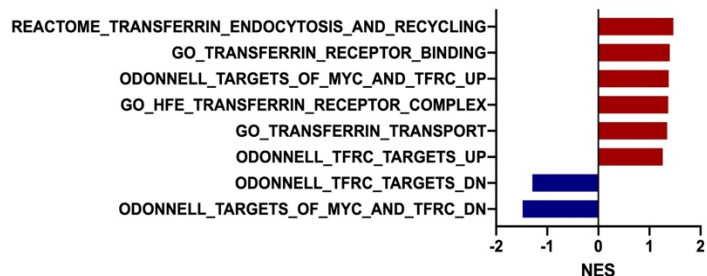 REACTOME_TRANSFERRIN_ENDOCYTOSIS_AND_RECYCLING
GO_TRANSFERRIN_RECEPTOR_BINDING
ODONNELL_TARGETS_OF_MYC_AND_TFRC_UP
GO_HFE_TRANSFERRIN_RECEPTOR_COMPLEX
GO_TRANSFERRIN_TRANSPORT
ODONNELL_TFRC_TARGETS_UP
ODONNELL_TFRC_TARGETS_DN
ODONNELL_TARGETS_OF_MYC_AND_TFRC_DN
-2 -1 0 1 2
NES